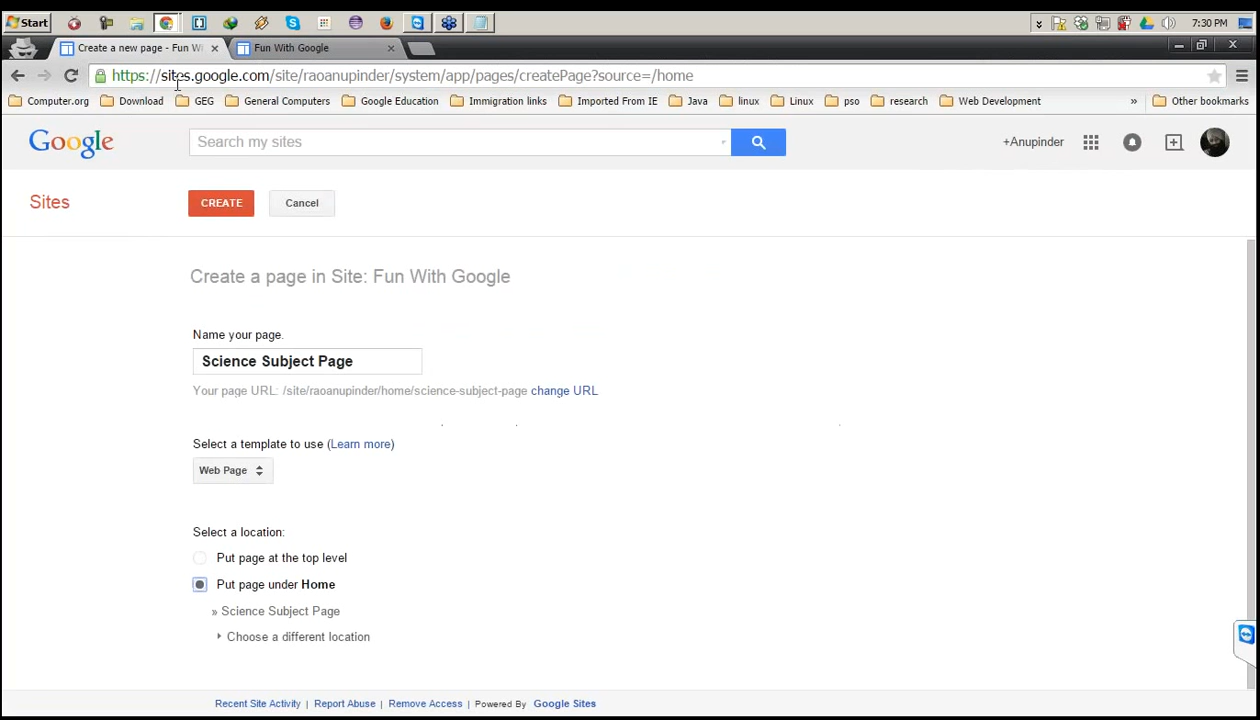 Start
7:30 PM
Create a new page - Fun Wi
Fun With Google
https://sites.google.com/site/raoanupinder/system/app/pages/createPage?source=/home
Computer.org Download GEG General Computers Google Education Immigration links Imported From IE Java linux Linux pso research Web Development » Other bookmarks
Google
Search my sites
+Anupinder
Sites
CREATE
Cancel
Create a page in Site: Fun With Google
Name your page.
Science Subject Page
Your page URL: /site/raoanupinder/home/science-subject-page change URL
Select a template to use (Learn more)
Web Page
Select a location:
Put page at the top level
Put page under Home
» Science Subject Page
Choose a different location
Recent Site Activity | Report Abuse | Remove Access | Powered By Google Sites